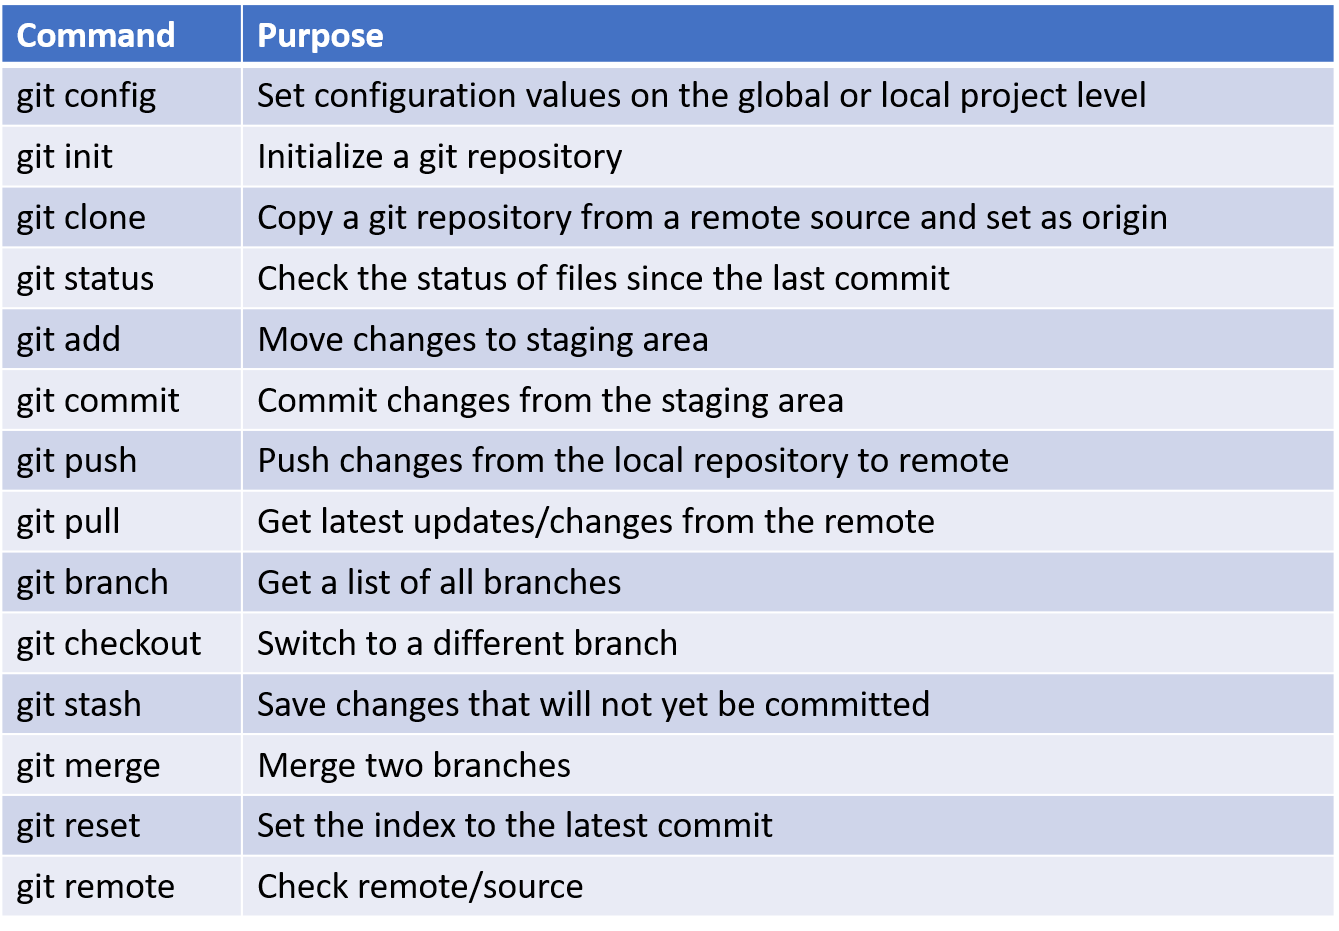 Command Purpose
git config Set configuration values on the global or local project level
git init Initialize a git repository
git clone Copy a git repository from a remote source and set as origin
git status Check the status of files since the last commit
git add Move changes to staging area
git commit Commit changes from the staging area
git push Push changes from the local repository to remote
git pull Get latest updates/changes from the remote
git branch Get a list of all branches
git checkout Switch to a different branch
git stash Save changes that will not yet be committed
git merge Merge two branches
git reset Set the index to the latest commit
git remote Check remote/source